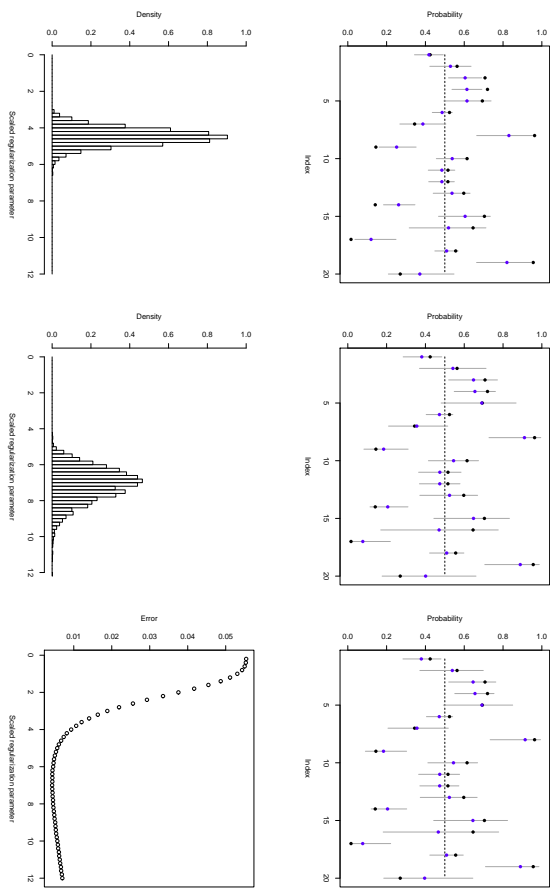 Density
0.0 0.2 0.4 0.6 0.8 1.0
0 2 4 6 8 10 12
Scaled regularization parameter
Probability
0.0 0.2 0.4 0.6 0.8 1.0
5 10 15 20
Index
Density
0.0 0.2 0.4 0.6 0.8 1.0
0 2 4 6 8 10 12
Scaled regularization parameter
Probability
0.0 0.2 0.4 0.6 0.8 1.0
5 10 15 20
Index
Error
0.01 0.02 0.03 0.04 0.05
0 2 4 6 8 10 12
Scaled regularization parameter
Probability
0.0 0.2 0.4 0.6 0.8 1.0
5 10 15 20
Index